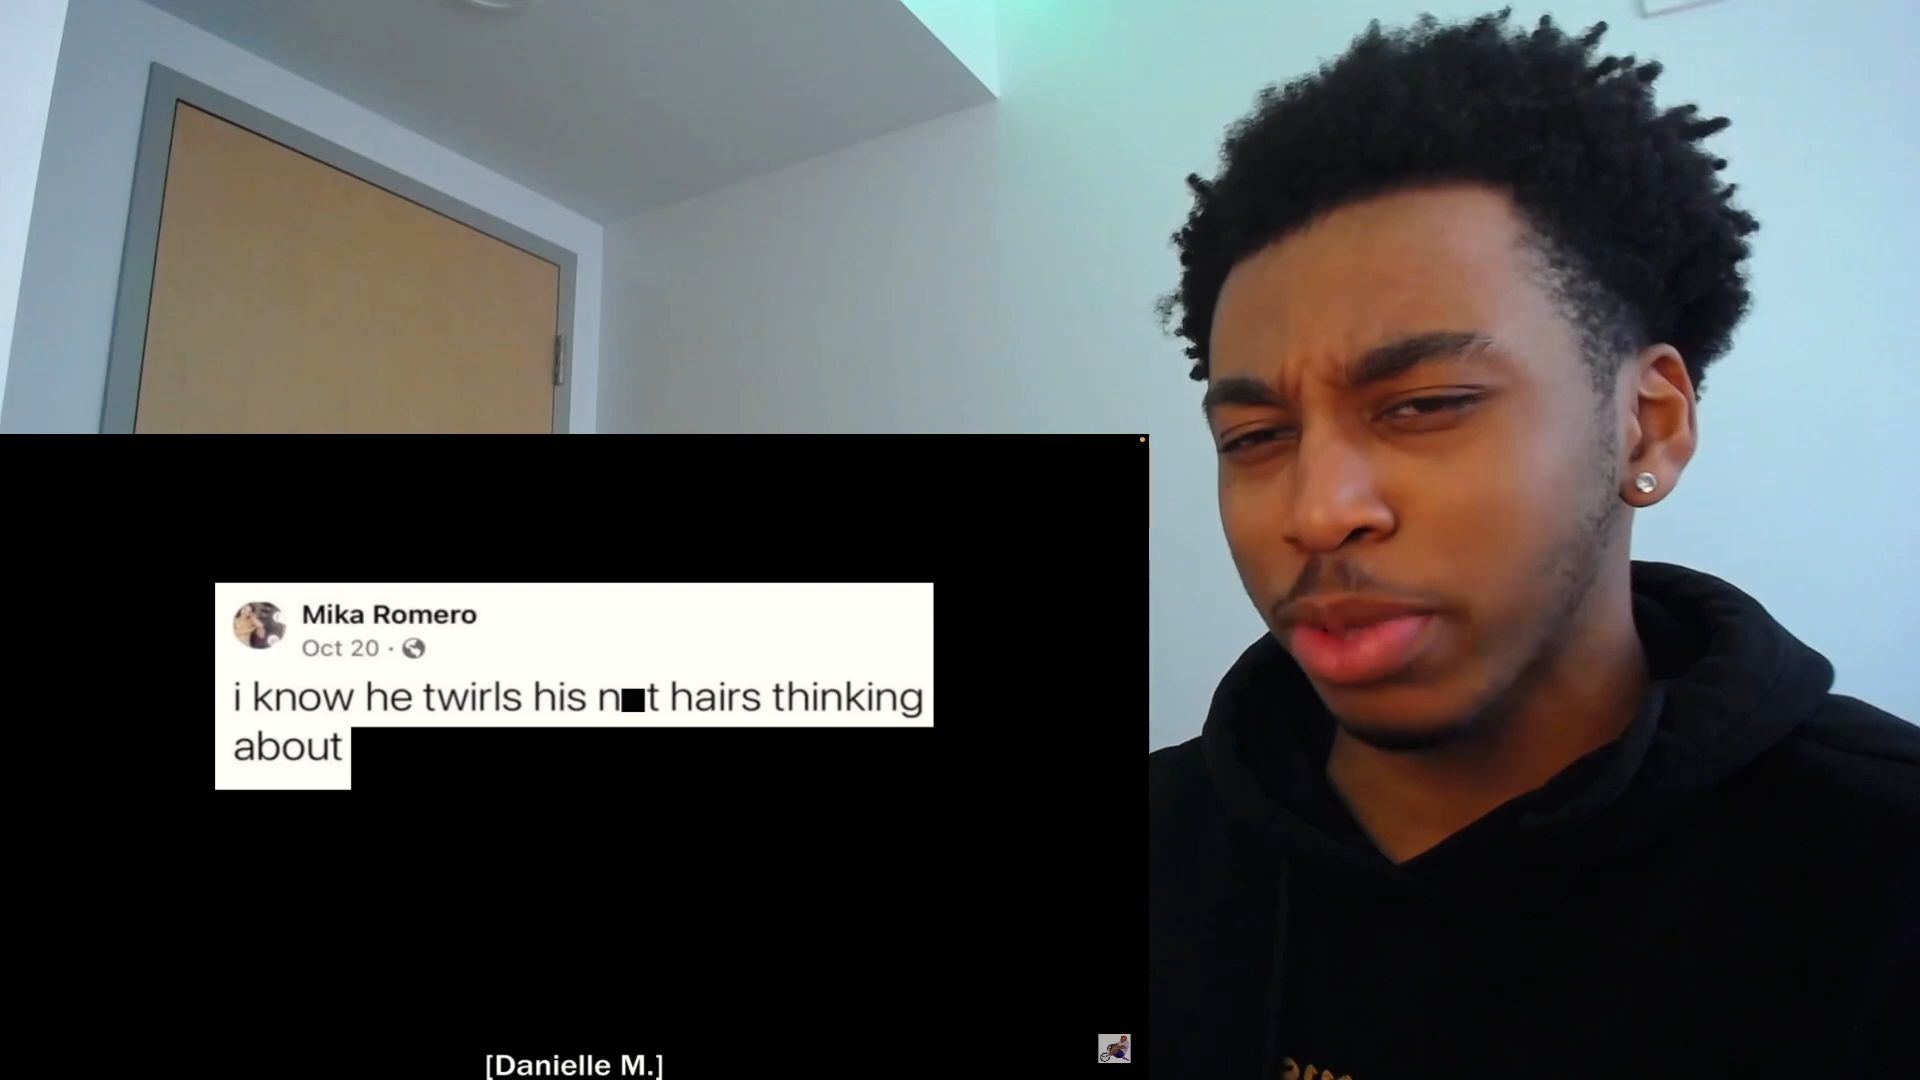 Mika Romero
Oct 20 ·
i know he twirls his n■t hairs thinking
about
[Danielle M.]